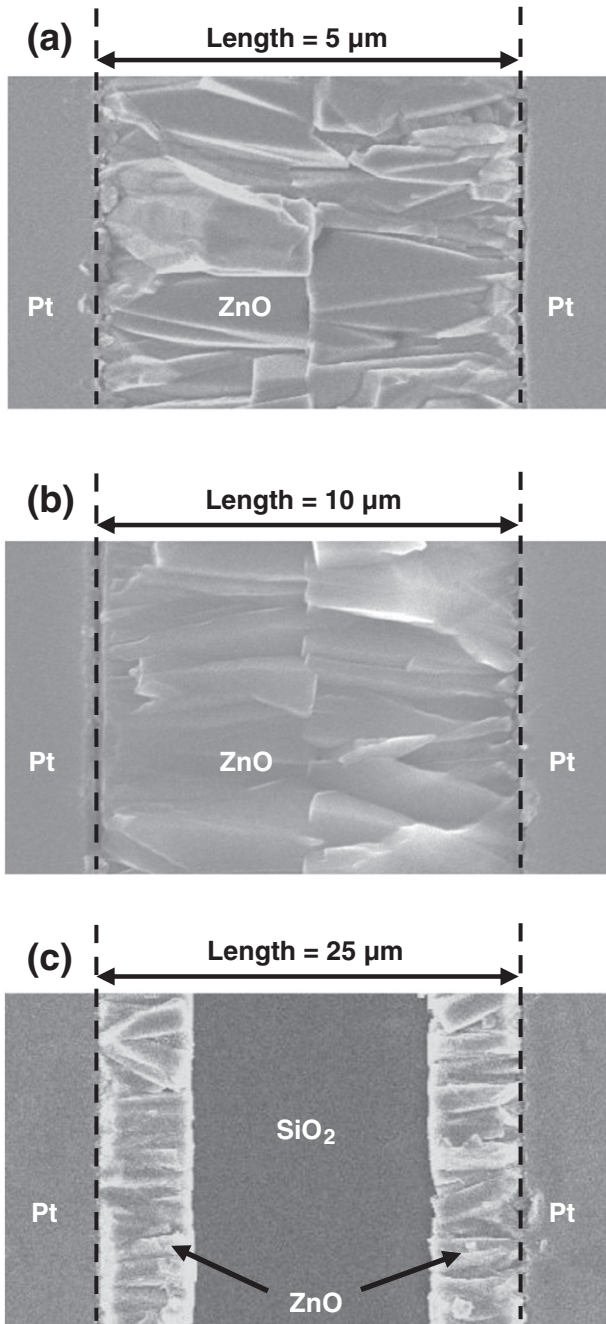 (a)
Length = 5 µm
Pt
ZnO
Pt
(b)
Length = 10 µm
Pt
ZnO
Pt
(c)
Length = 25 µm
SiO₂
Pt
Pt
ZnO